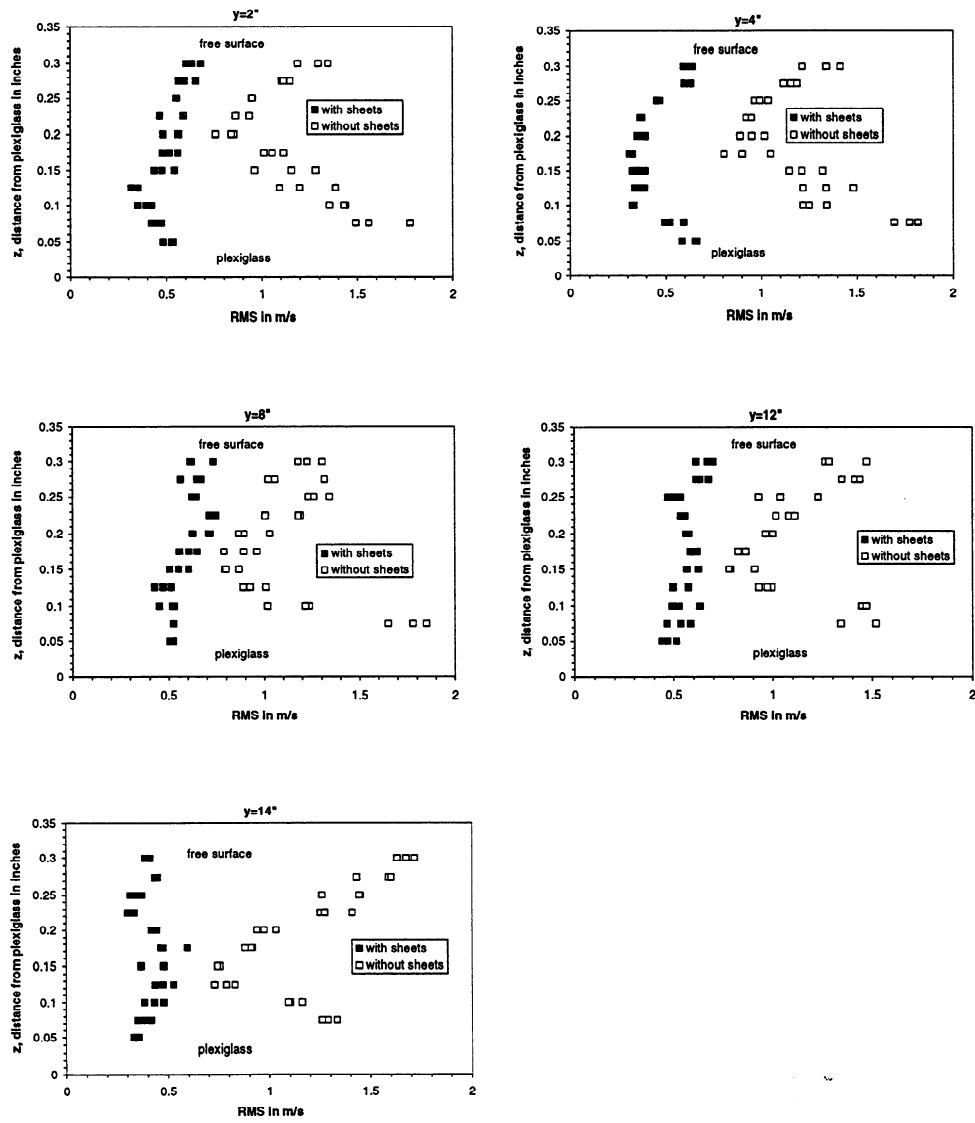 y=2"
0.35
0.3
0.25
0.2
0.15
0.1
0.05
0
z, distance from plexiglass in inches
free surface
with sheets
without sheets
plexiglass
0 0.5 1 1.5 2
RMS in m/s
y=4"
0.35
0.3
0.25
0.2
0.15
0.1
0.05
0
z, distance from plexiglass in inches
free surface
with sheets
without sheets
plexiglass
0 0.5 1 1.5 2
RMS in m/s
y=8"
0.35
0.3
0.25
0.2
0.15
0.1
0.05
0
z, distance from plexiglass in inches
free surface
with sheets
without sheets
plexiglass
0 0.5 1 1.5 2
RMS in m/s
y=12"
0.35
0.3
0.25
0.2
0.15
0.1
0.05
0
z, distance from plexiglass in inches
free surface
with sheets
without sheets
plexiglass
0 0.5 1 1.5 2
RMS in m/s
y=14"
0.35
0.3
0.25
0.2
0.15
0.1
0.05
0
z, distance from plexiglass in inches
free surface
with sheets
without sheets
plexiglass
0 0.5 1 1.5 2
RMS in m/s